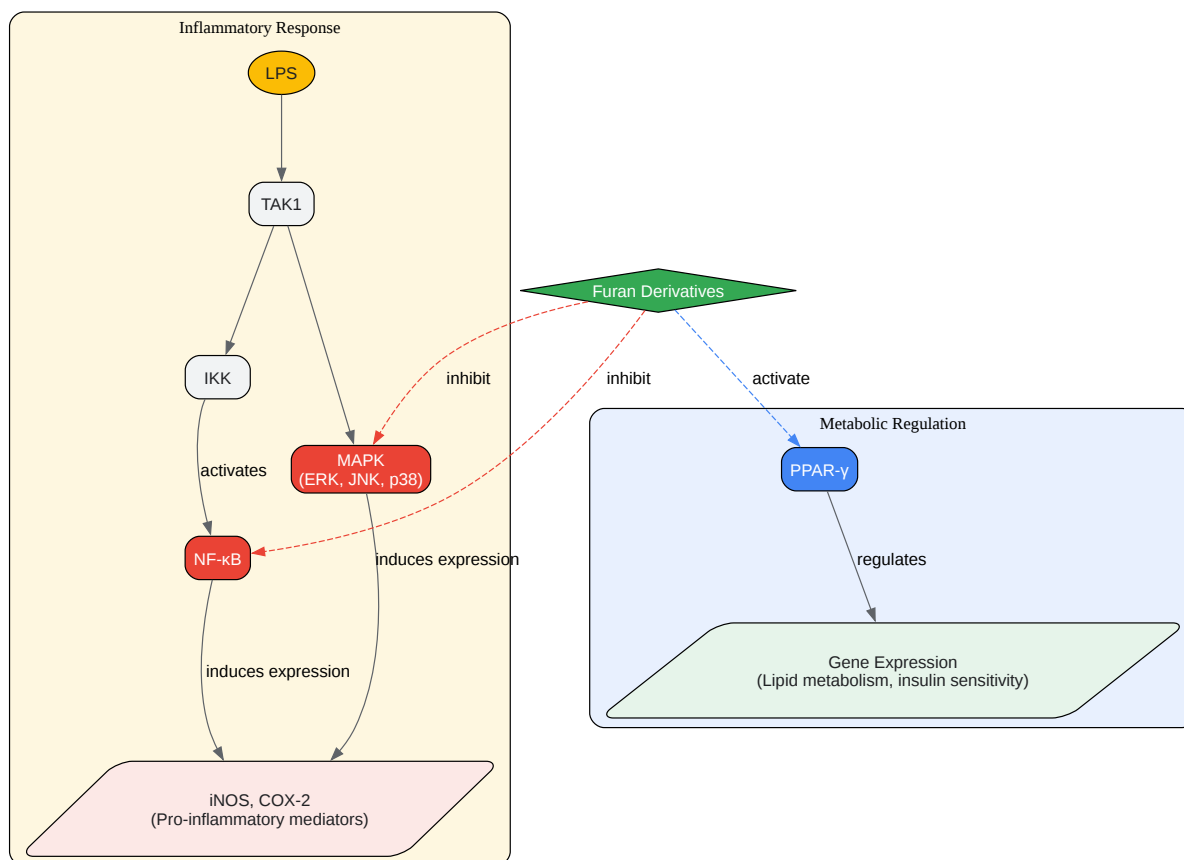 Inflammatory Response
LPS
TAK1
Furan Derivatives
IKK
inhibit
inhibit
activate
Metabolic Regulation
activates
MAPK
(ERK, JNK, p38)
PPAR-γ
NF-κB
induces expression
regulates
induces expression
Gene Expression
(Lipid metabolism, insulin sensitivity)
iNOS, COX-2
(Pro-inflammatory mediators)